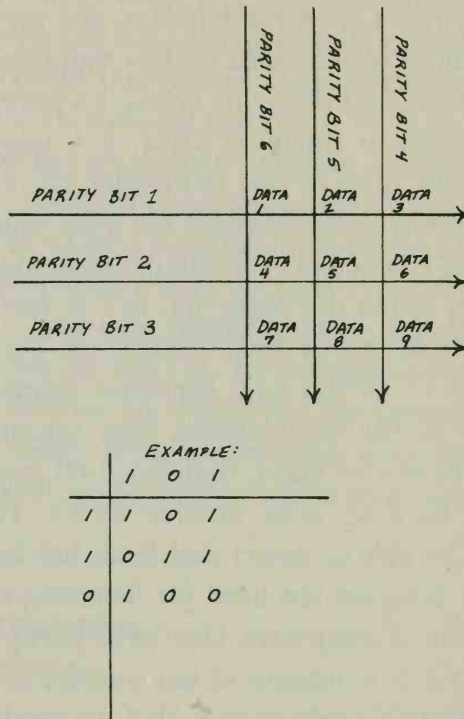 PARITY BIT 6
PARITY BIT 5
PARITY BIT 4
PARITY BIT 1 DATA 1 DATA 2 DATA 3
PARITY BIT 2 DATA 4 DATA 5 DATA 6
PARITY BIT 3 DATA 7 DATA 8 DATA 9
EXAMPLE:
1 0 1
1 1 0 1
1 0 1 1
0 1 0 0